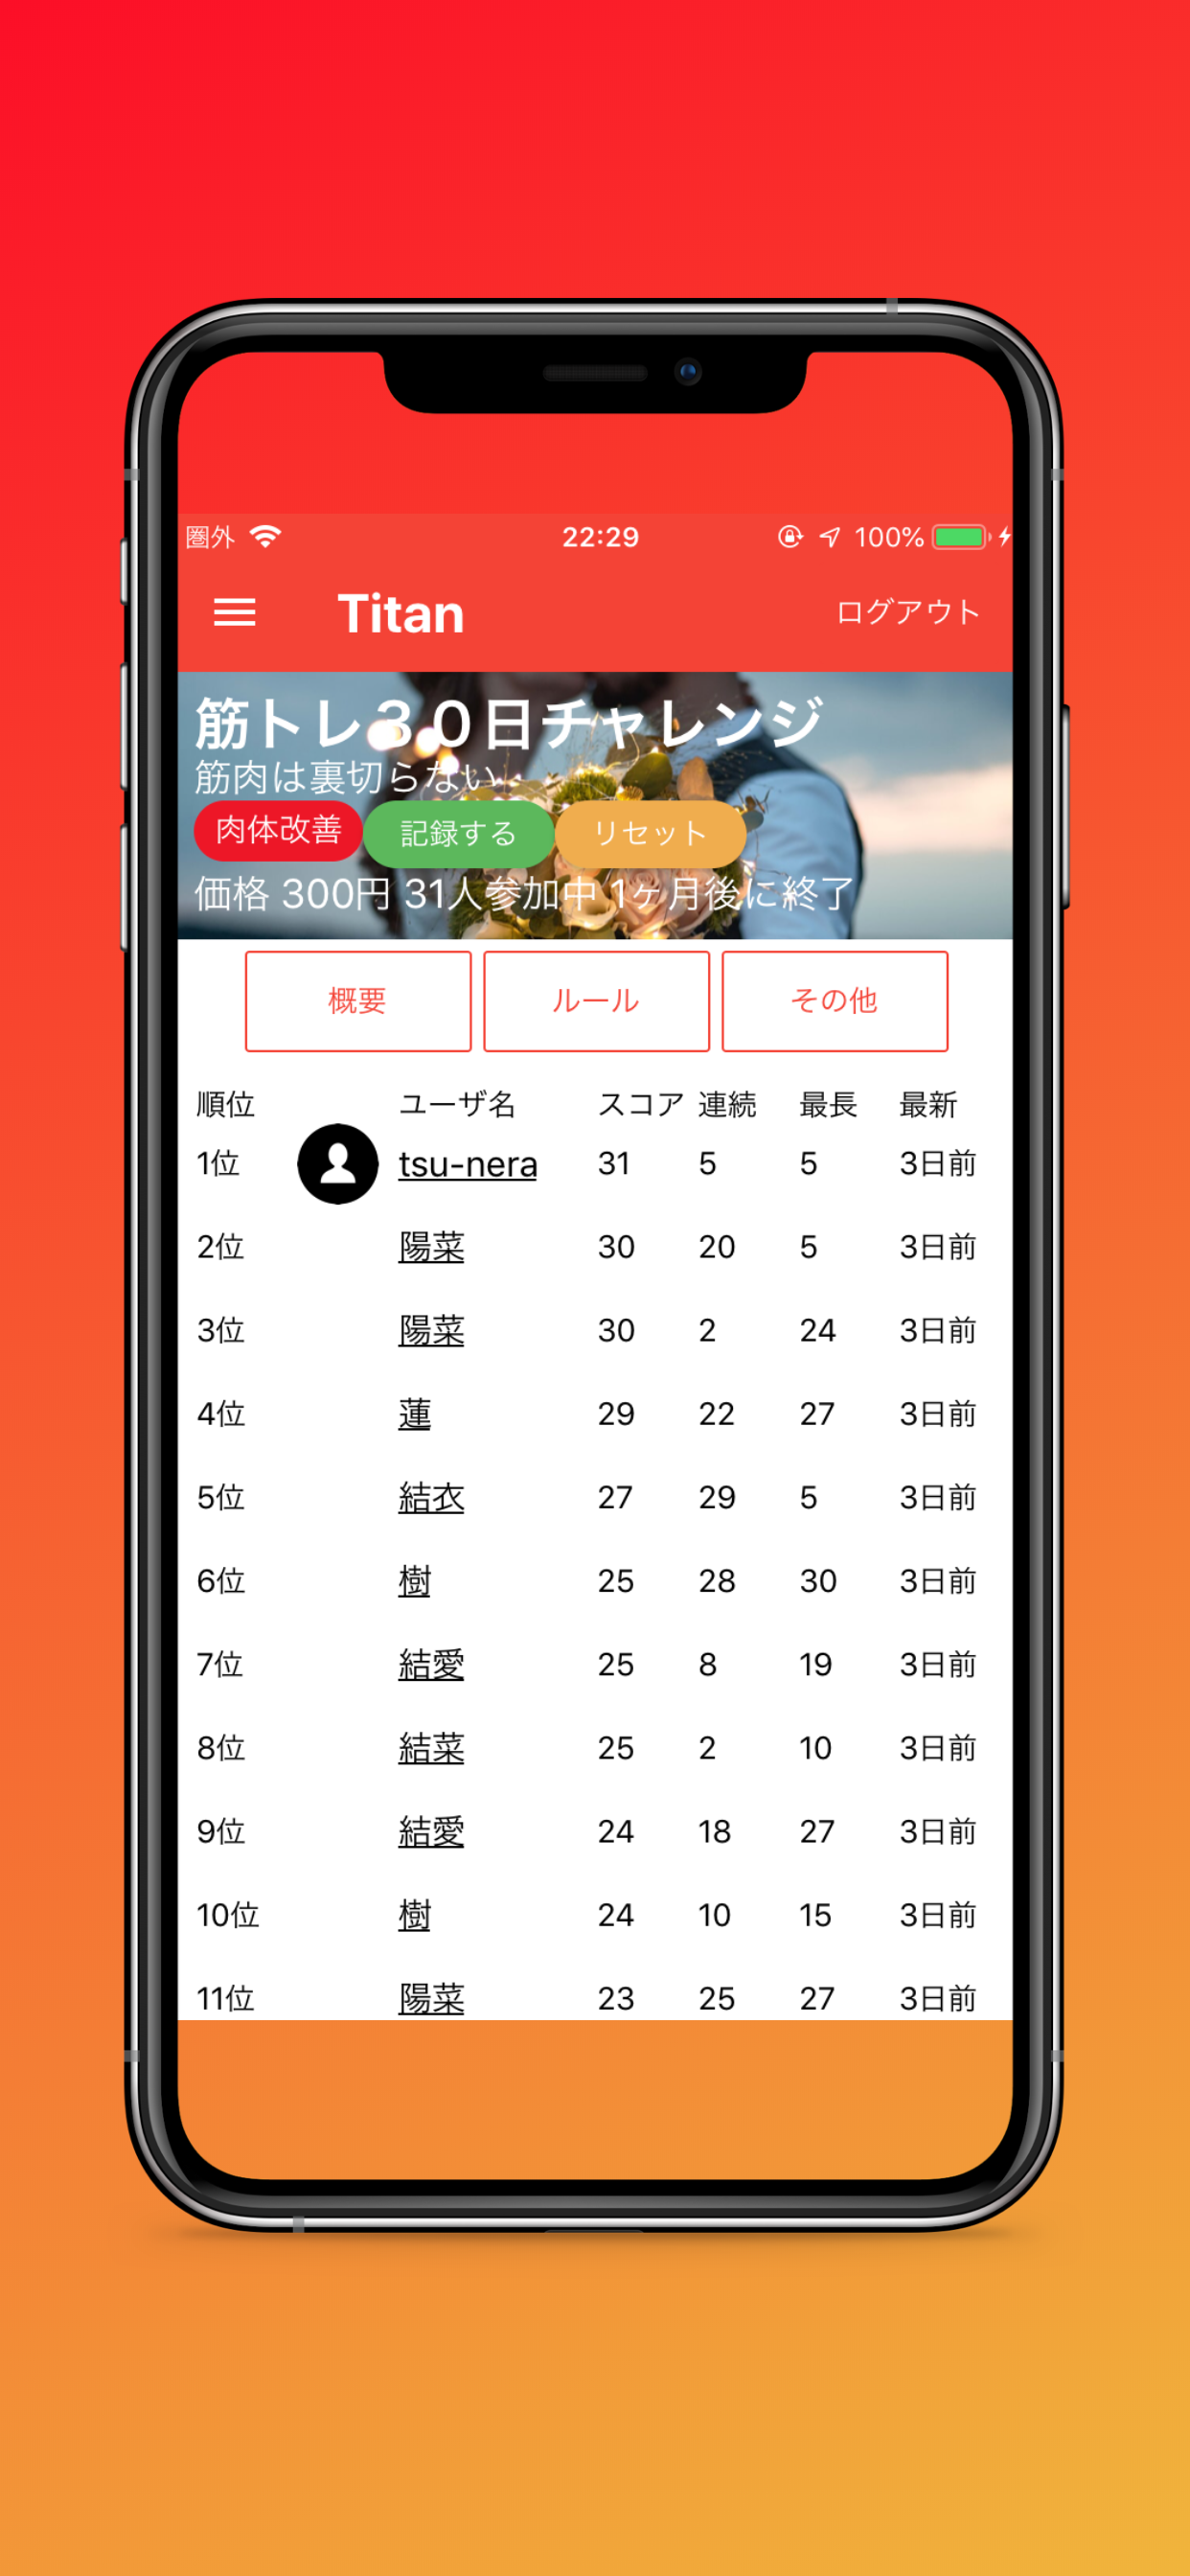 圏外 22:29 100%
Titan ログアウト
筋トレ３０日チャレンジ
筋肉は裏切らない
肉体改善 記録する リセット
価格 300円 31人参加中 1ヶ月後に終了
概要 ルール その他
順位 ユーザ名 スコア 連続 最長 最新
1位 tsu-nera 31 5 5 3日前
2位 陽菜 30 20 5 3日前
3位 陽菜 30 2 24 3日前
4位 蓮 29 22 27 3日前
5位 結衣 27 29 5 3日前
6位 樹 25 28 30 3日前
7位 結愛 25 8 19 3日前
8位 結菜 25 2 10 3日前
9位 結愛 24 18 27 3日前
10位 樹 24 10 15 3日前
11位 陽菜 23 25 27 3日前